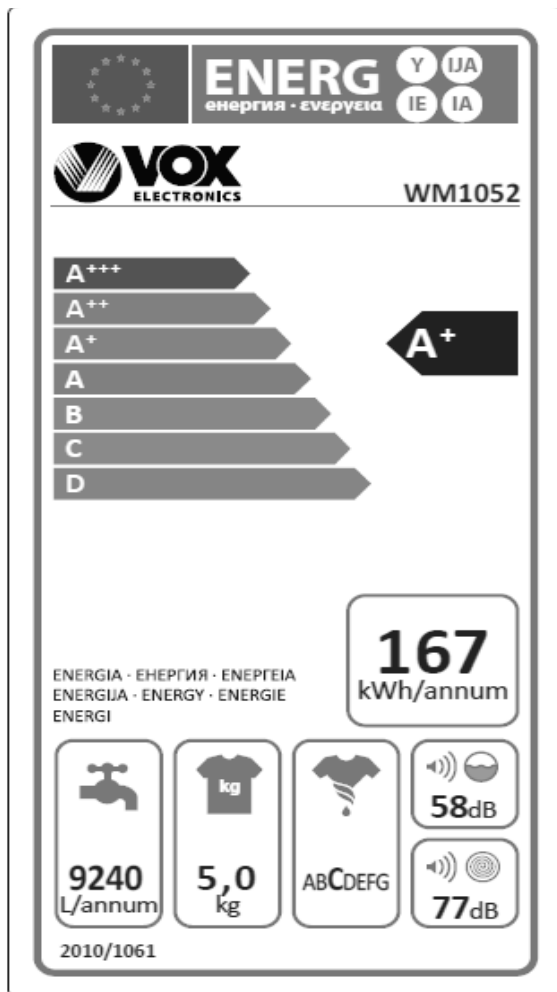 ENERG
енергия · ενεργεια
Y IJA
IE IA
VOX
ELECTRONICS
WM1052
A+++
A++
A+
A
B
C
D
A+
167
kWh/annum
ENERGIA · ЕНЕРГИЯ · ΕΝΕΡΓΕΙΑ
ENERGIJA · ENERGY · ENERGIE
ENERGI
9240
L/annum
kg
5,0
kg
ABCDEFG
58dB
77dB
2010/1061